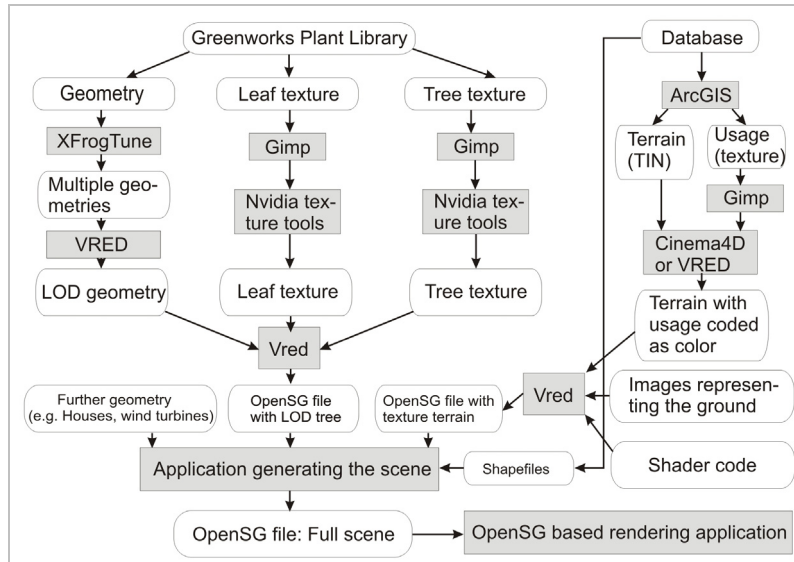 Greenworks Plant Library
Database
Geometry
Leaf texture
Tree texture
ArcGIS
XFrogTune
Gimp
Gimp
Terrain
(TIN)
Usage
(texture)
Multiple geo-
metries
Nvidia tex-
ture tools
Nvidia tex-
ure tools
Gimp
VRED
Cinema4D
or VRED
LOD geometry
Leaf texture
Tree texture
Terrain with
usage coded
as color
Vred
Further geometry
(e.g. Houses, wind turbines)
OpenSG file
with LOD tree
OpenSG file with
texture terrain
Vred
Images represen-
ting the ground
Application generating the scene
Shapefiles
Shader code
OpenSG file: Full scene
OpenSG based rendering application